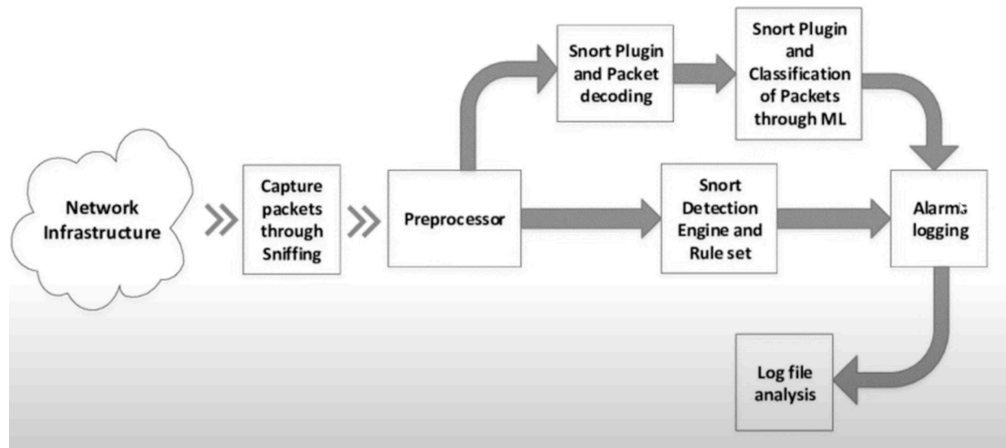 Network
Infrastructure
Capture
packets
through
Sniffing
Preprocessor
Snort Plugin
and Packet
decoding
Snort Plugin
and
Classification
of Packets
through ML
Snort
Detection
Engine and
Rule set
Alarms
logging
Log file
analysis